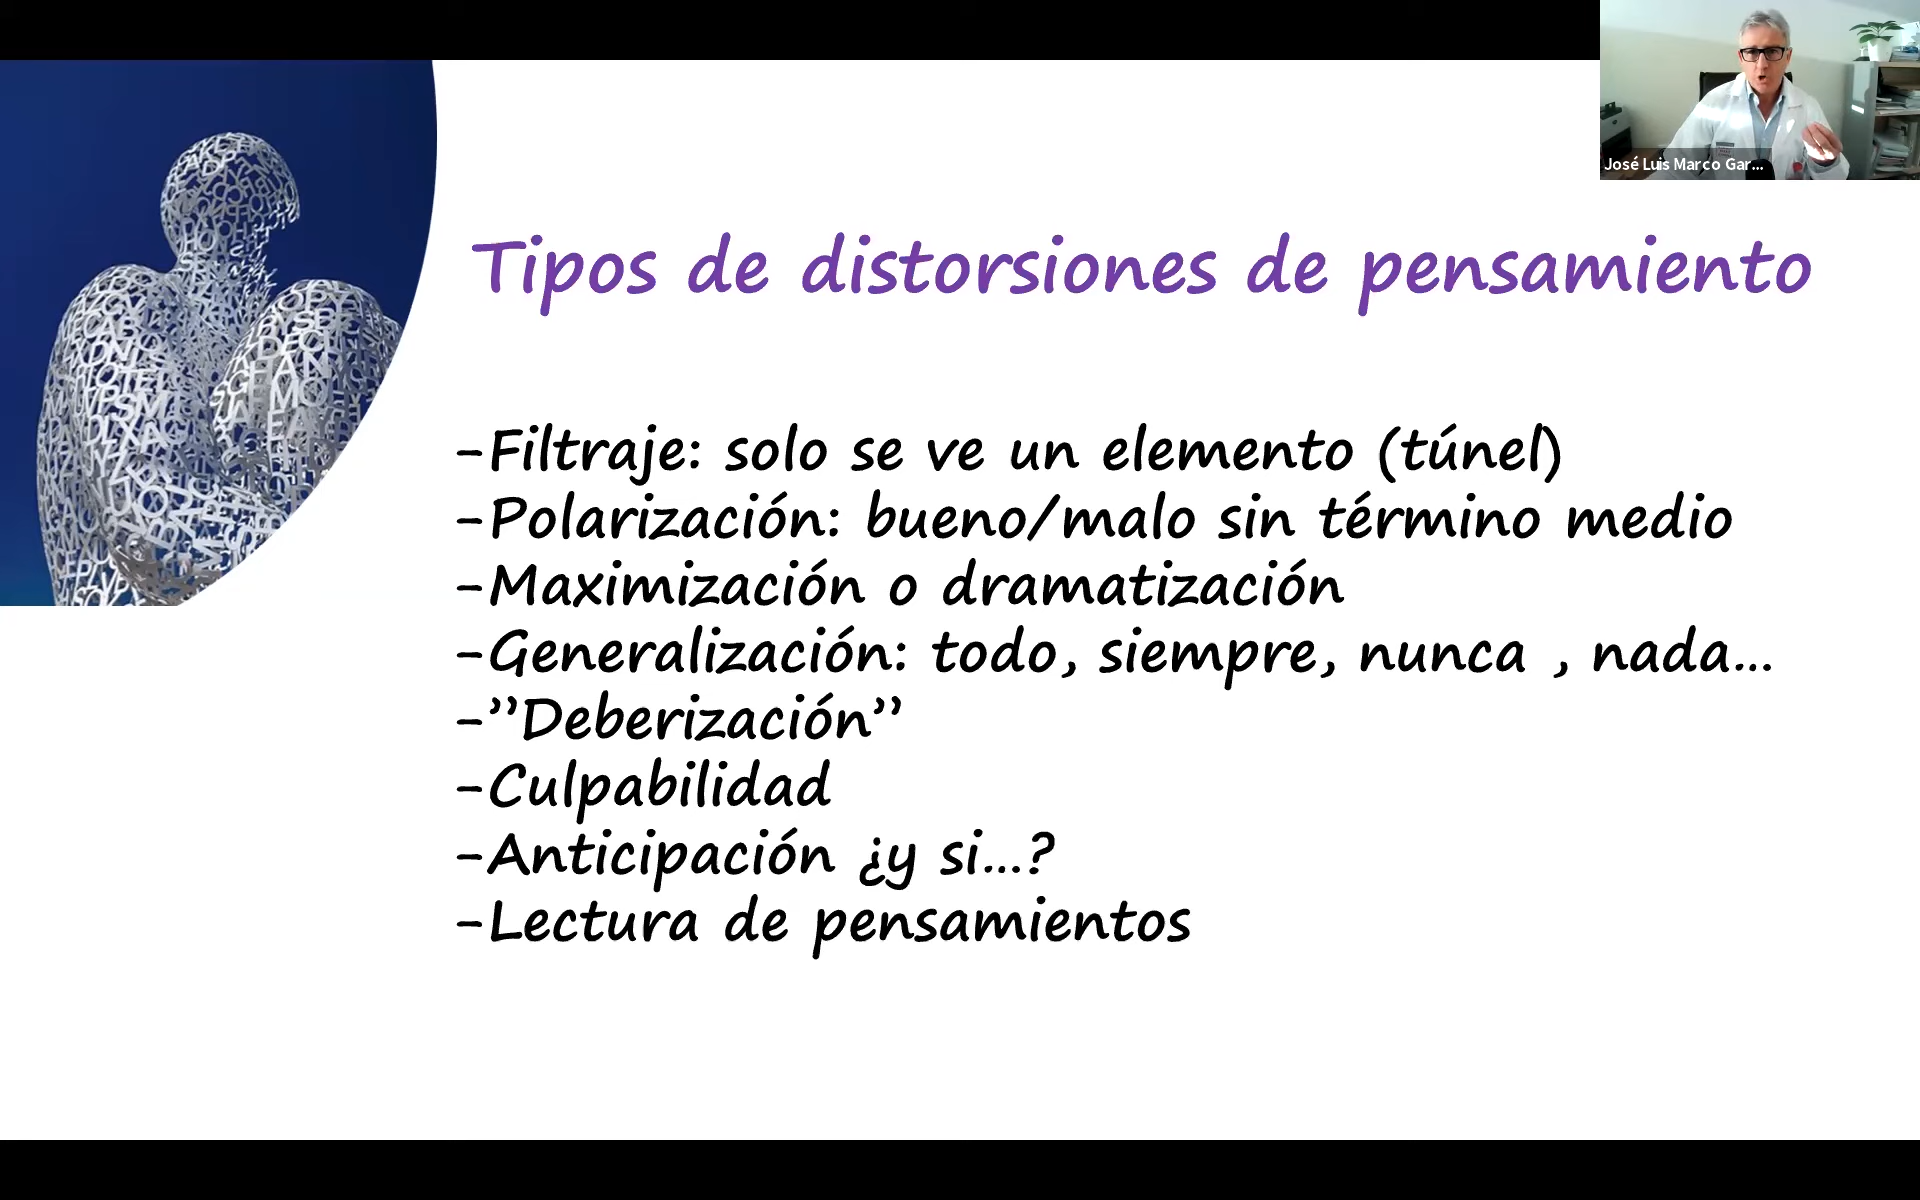 José Luis Marco Gar...
Tipos de distorsiones de pensamiento
-Filtraje: solo se ve un elemento (túnel)
-Polarización: bueno/malo sin término medio
-Maximización o dramatización
-Generalización: todo, siempre, nunca , nada...
-”Deberización”
-Culpabilidad
-Anticipación ¿y si...?
-Lectura de pensamientos